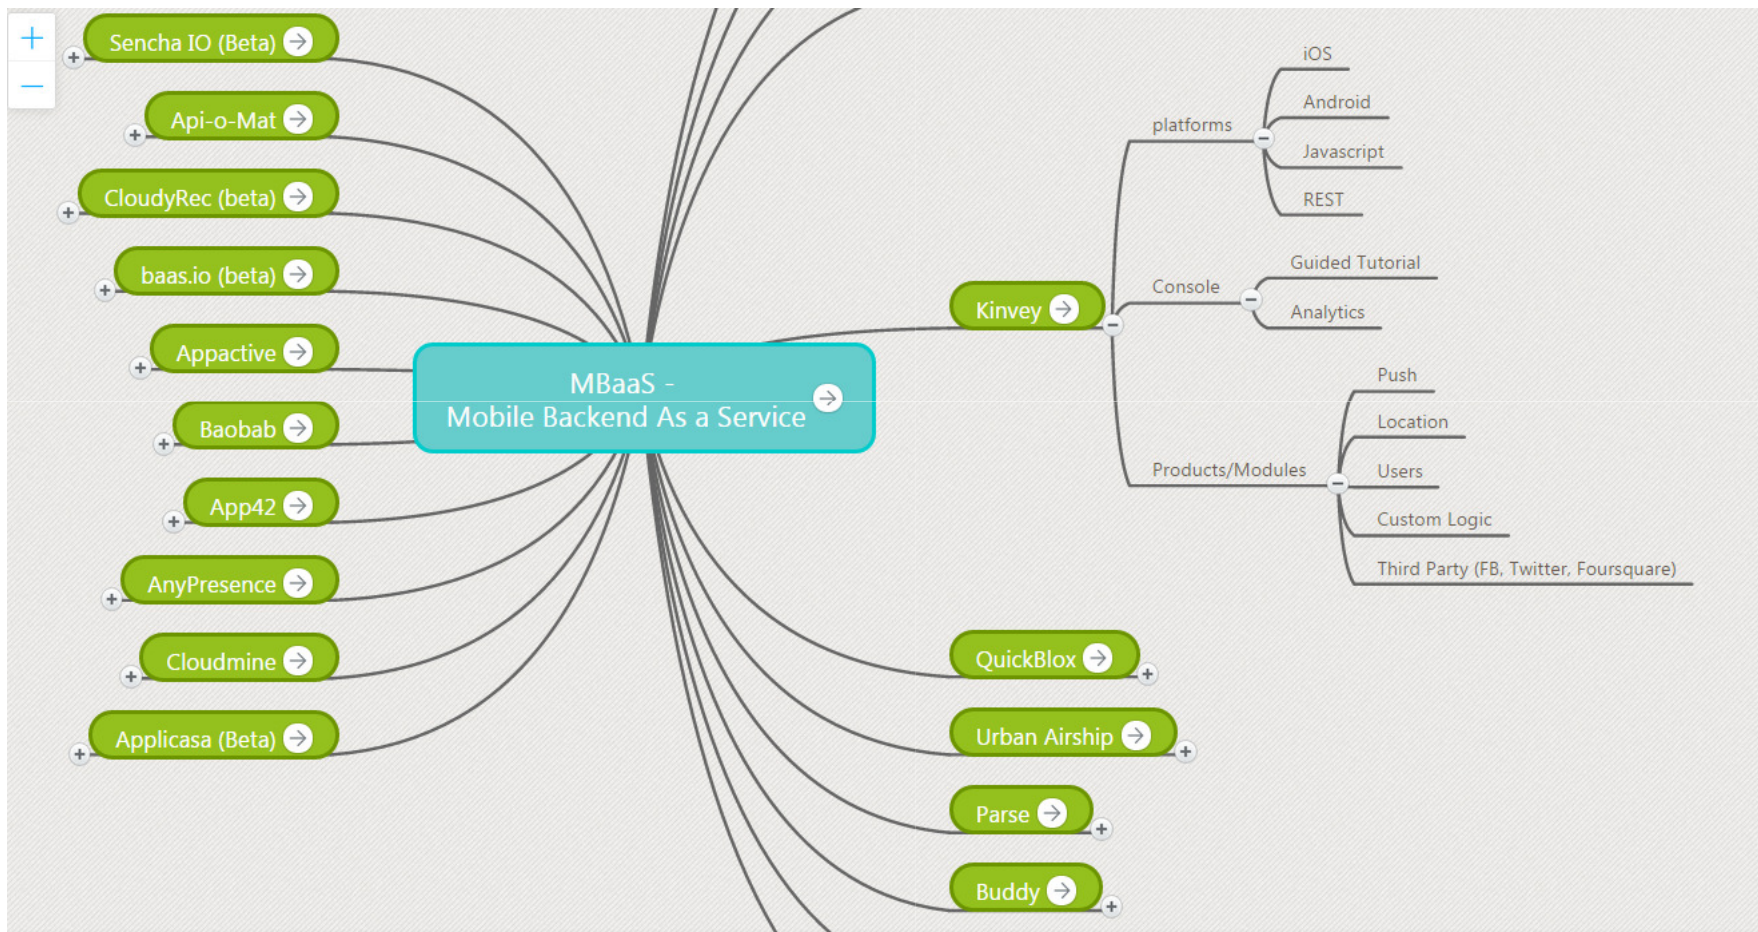 Sencha IO (Beta)
Api-o-Mat
CloudyRec (beta)
baas.io (beta)
Appactive
Baobab
App42
AnyPresence
Cloudmine
Applicasa (Beta)
MBaaS -
Mobile Backend As a Service
Kinvey
platforms
iOS
Android
Javascript
REST
Console
Guided Tutorial
Analytics
Products/Modules
Push
Location
Users
Custom Logic
Third Party (FB, Twitter, Foursquare)
QuickBlox
Urban Airship
Parse
Buddy